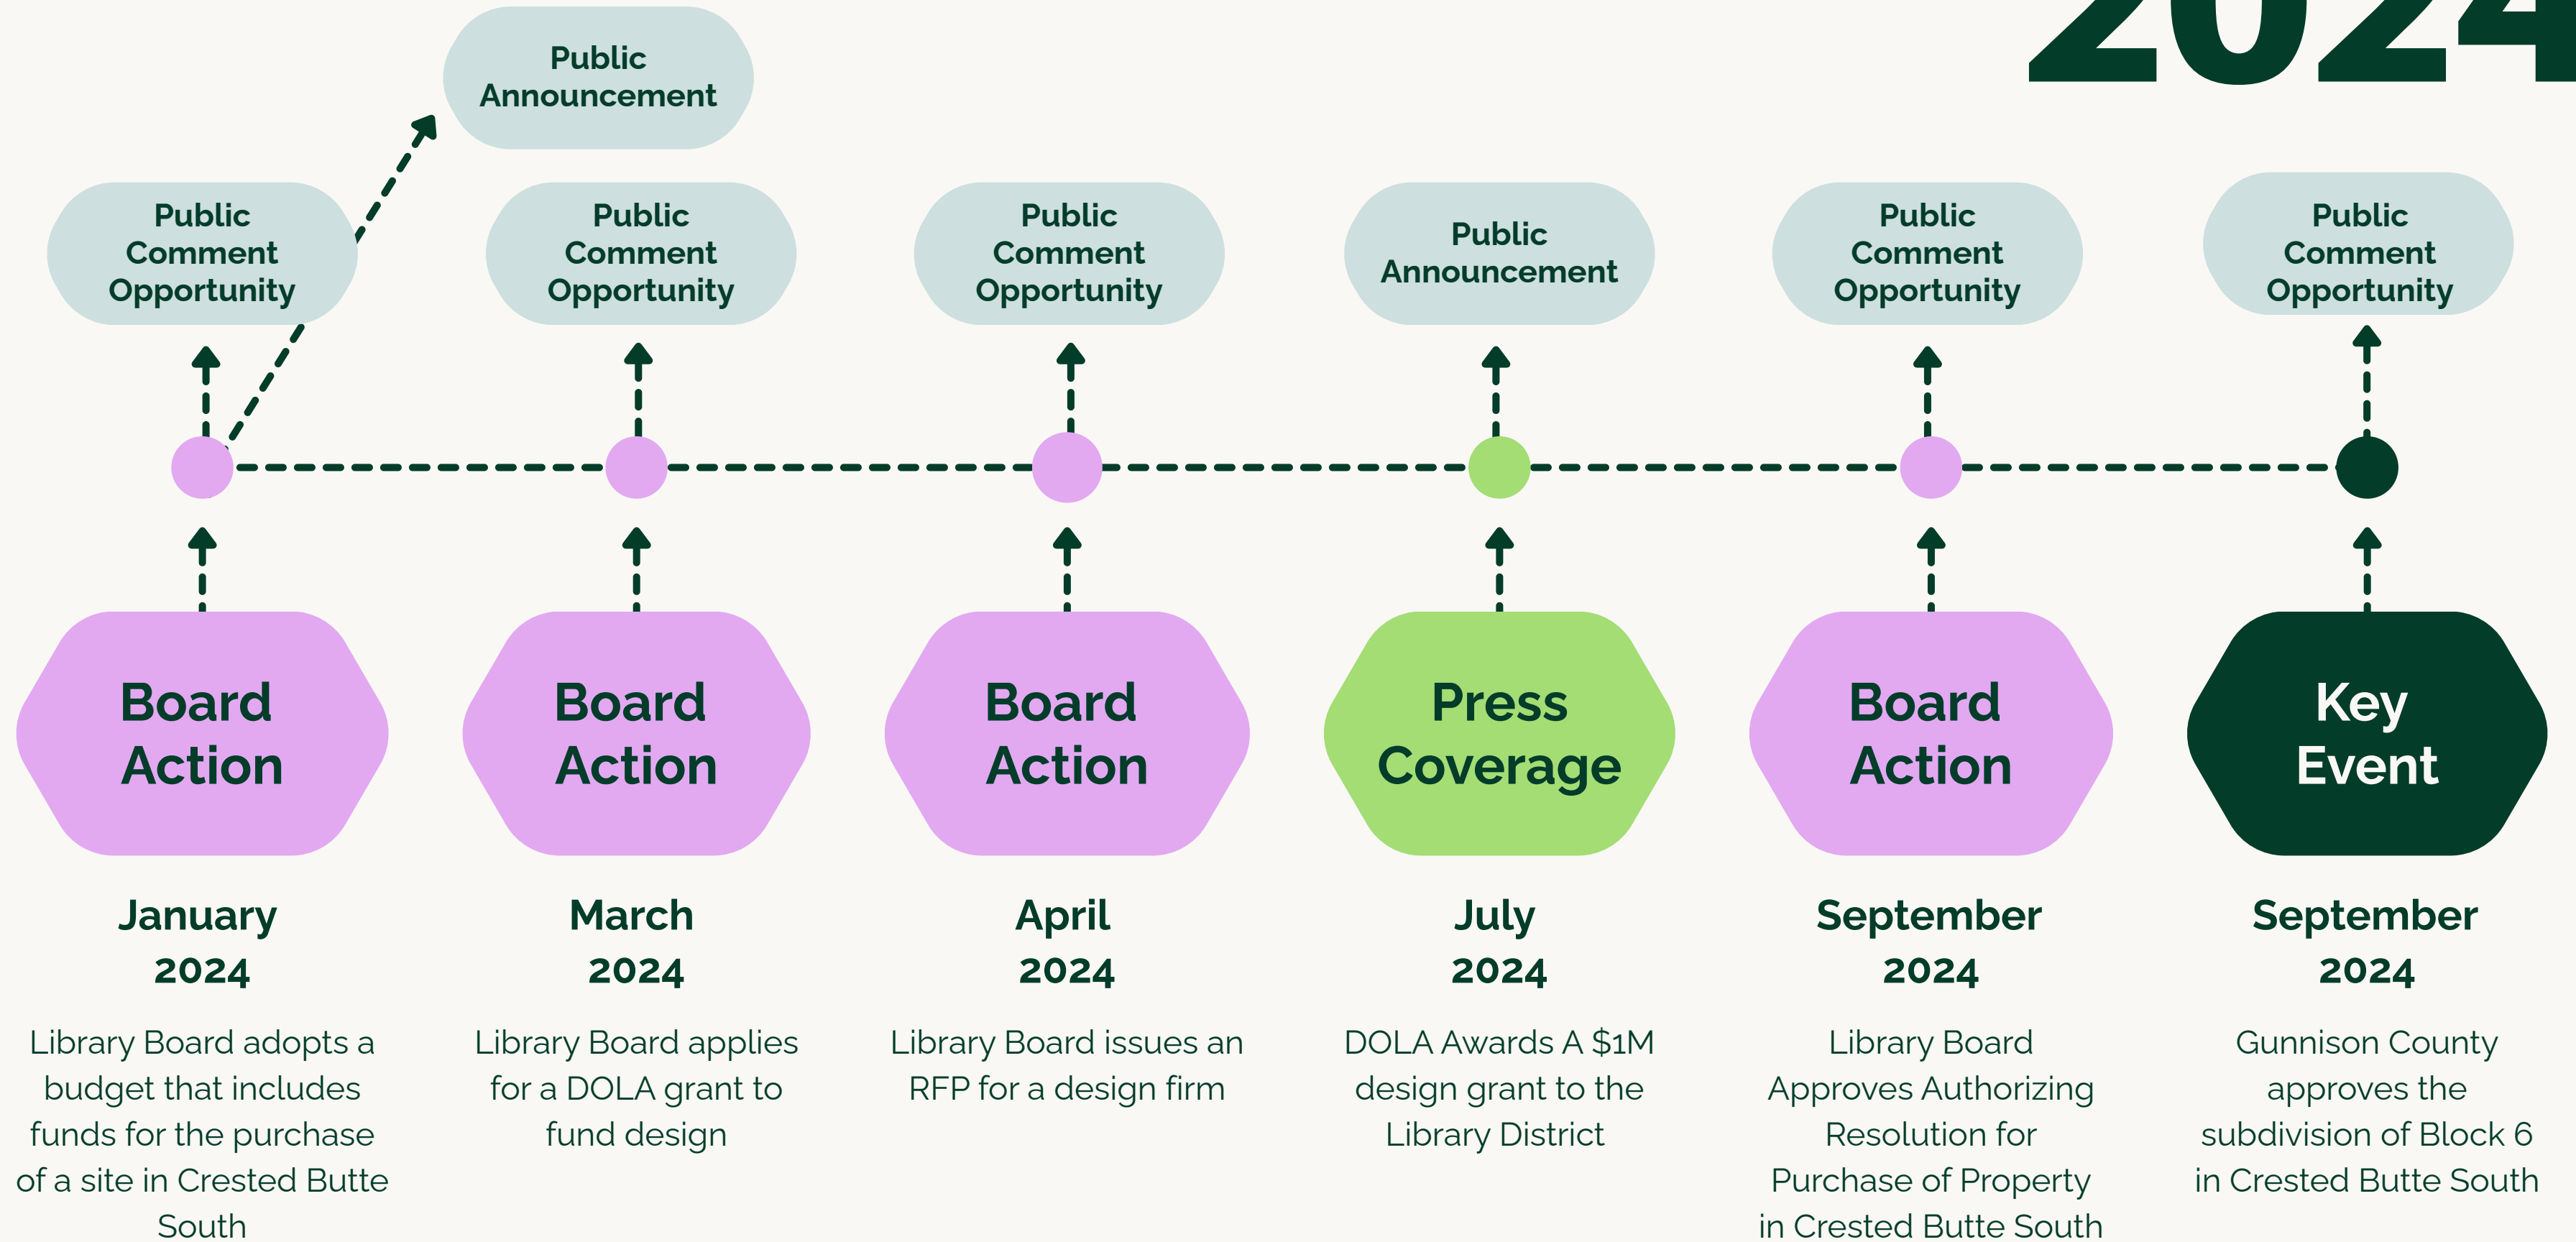 2024
Public
Announcement
Public
Comment
Opportunity
Public
Comment
Opportunity
Public
Comment
Opportunity
Public
Announcement
Public
Comment
Opportunity
Public
Comment
Opportunity
Board
Action
Board
Action
Board
Action
Press
Coverage
Board
Action
Key
Event
January
2024
Library Board adopts a
budget that includes
funds for the purchase
of a site in Crested Butte
South
March
2024
Library Board applies
for a DOLA grant to
fund design
April
2024
Library Board issues an
RFP for a design firm
July
2024
DOLA Awards A $1M
design grant to the
Library District
September
2024
Library Board
Approves Authorizing
Resolution for
Purchase of Property
in Crested Butte South
September
2024
Gunnison County
approves the
subdivision of Block 6
in Crested Butte South